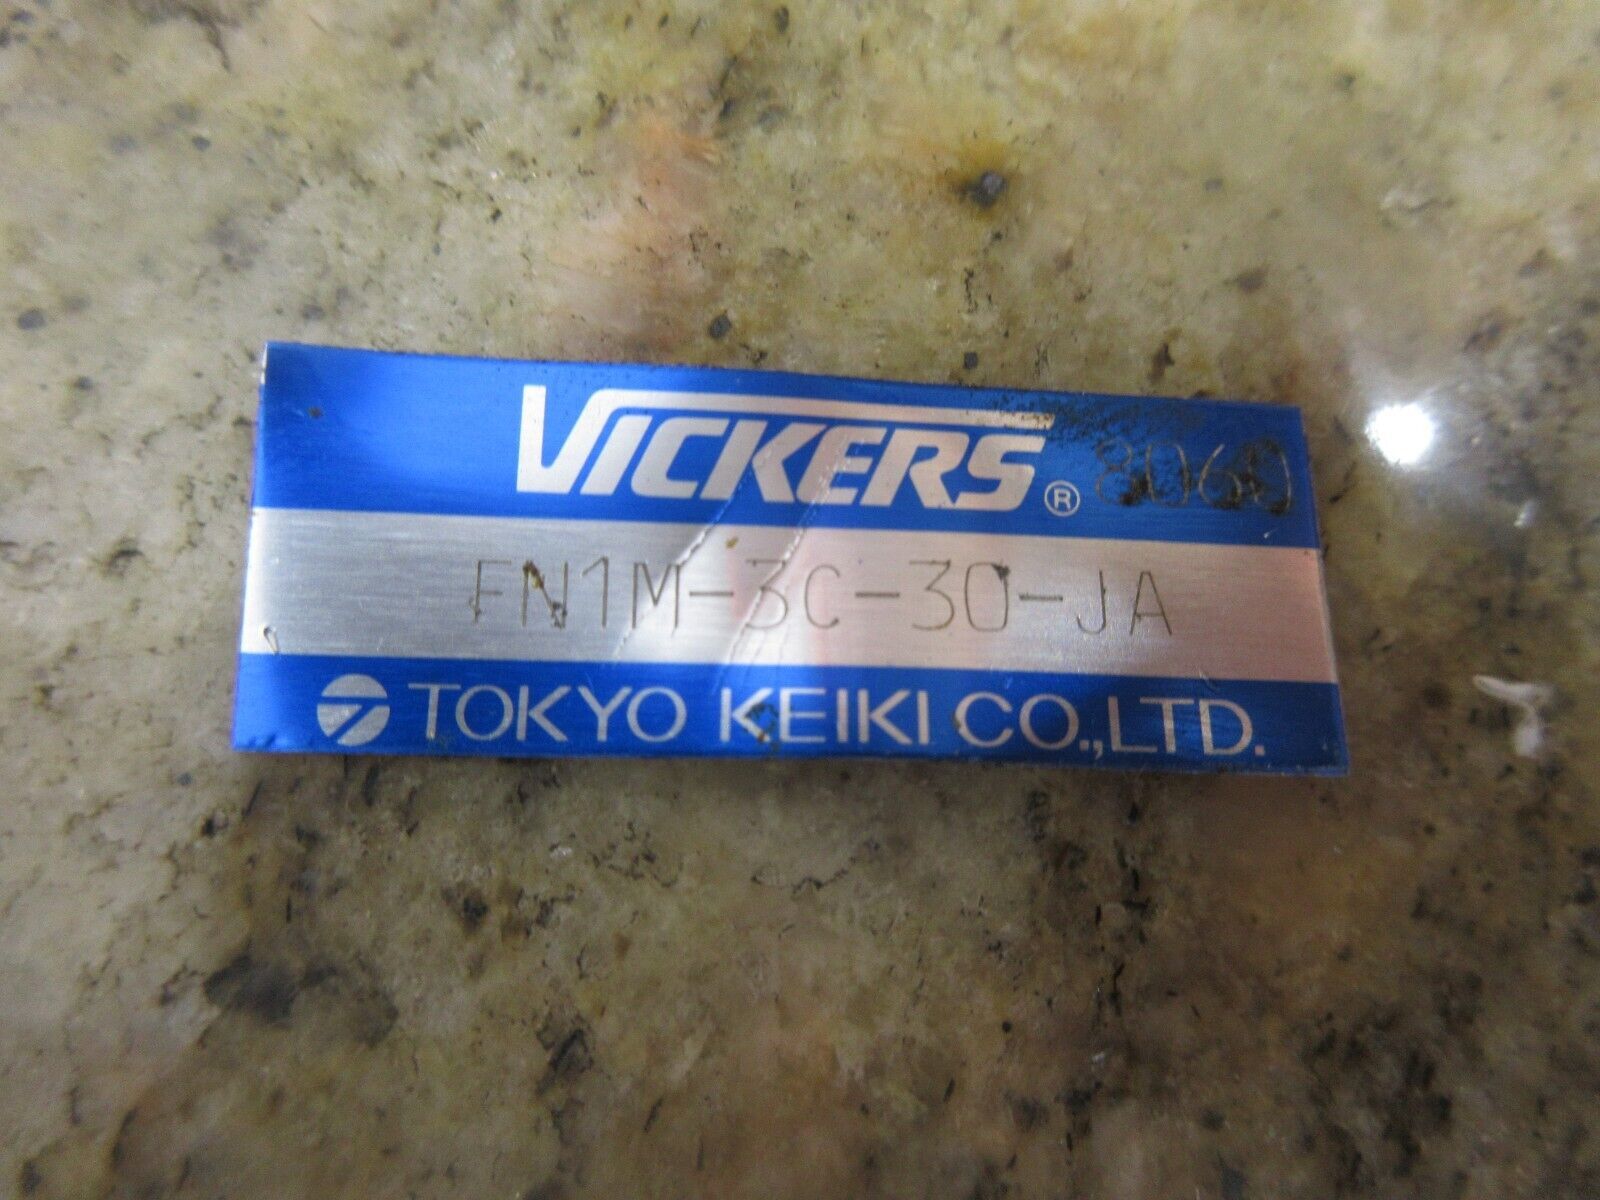 VICKERS® 8060
FN1M-3C-30-JA
TOKYO KEIKI CO.,LTD.